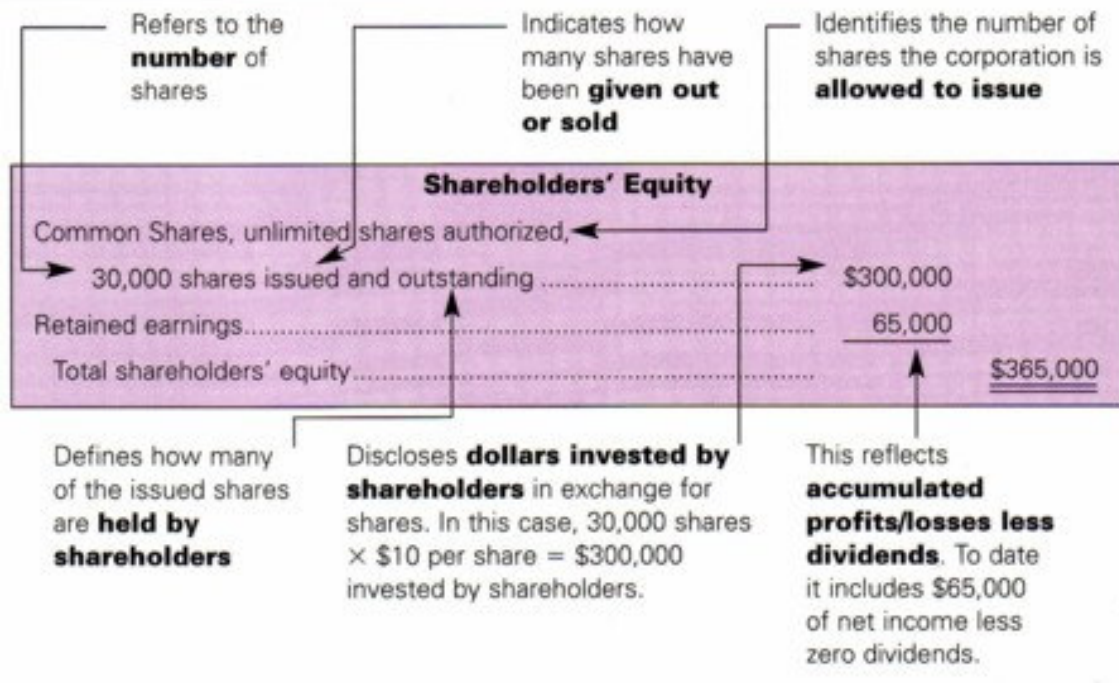 Refers to the
number of
shares
Indicates how
many shares have
been given out
or sold
Identifies the number of
shares the corporation is
allowed to issue
Shareholders' Equity
Common Shares, unlimited shares authorized,
30,000 shares issued and outstanding ........................................................ $300,000
Retained earnings........................................................ 65,000
Total shareholders' equity........................................................ $365,000
Defines how many
of the issued shares
are held by
shareholders
Discloses dollars invested by
shareholders in exchange for
shares. In this case, 30,000 shares
× $10 per share = $300,000
invested by shareholders.
This reflects
accumulated
profits/losses less
dividends. To date
it includes $65,000
of net income less
zero dividends.